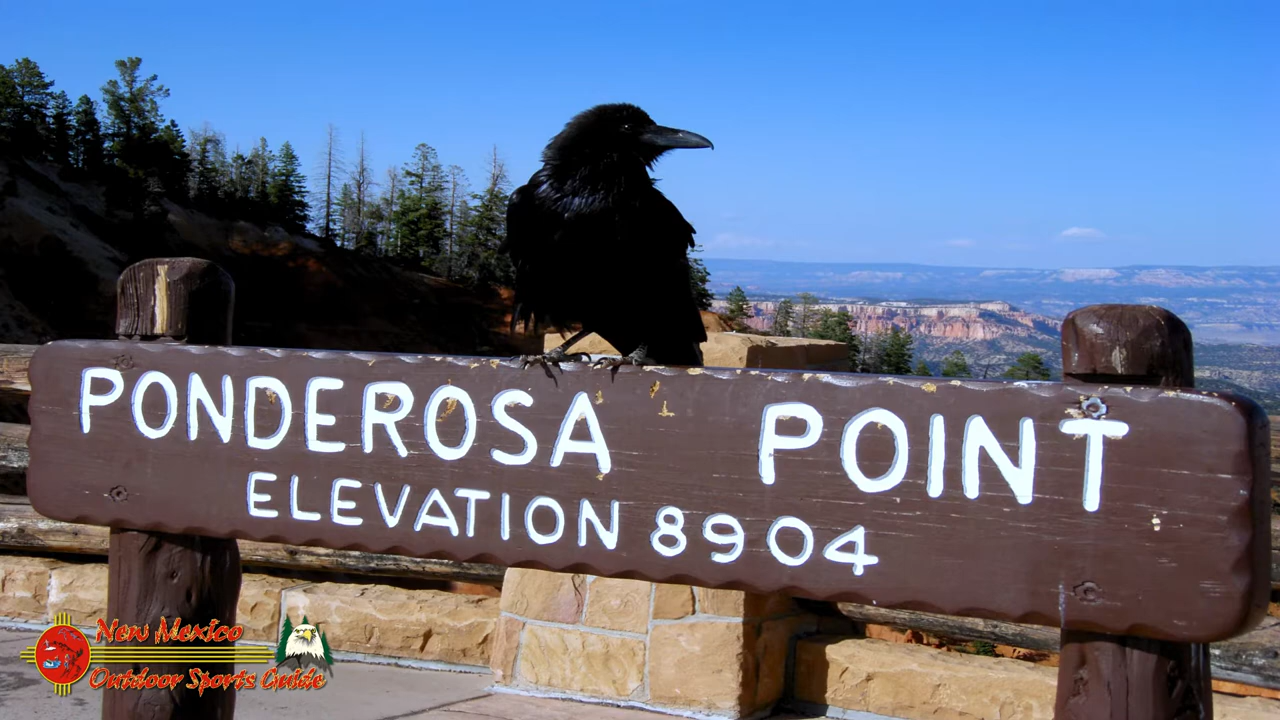 PONDEROSA POINT
ELEVATION 8904
New Mexico
Outdoor Sports Guide